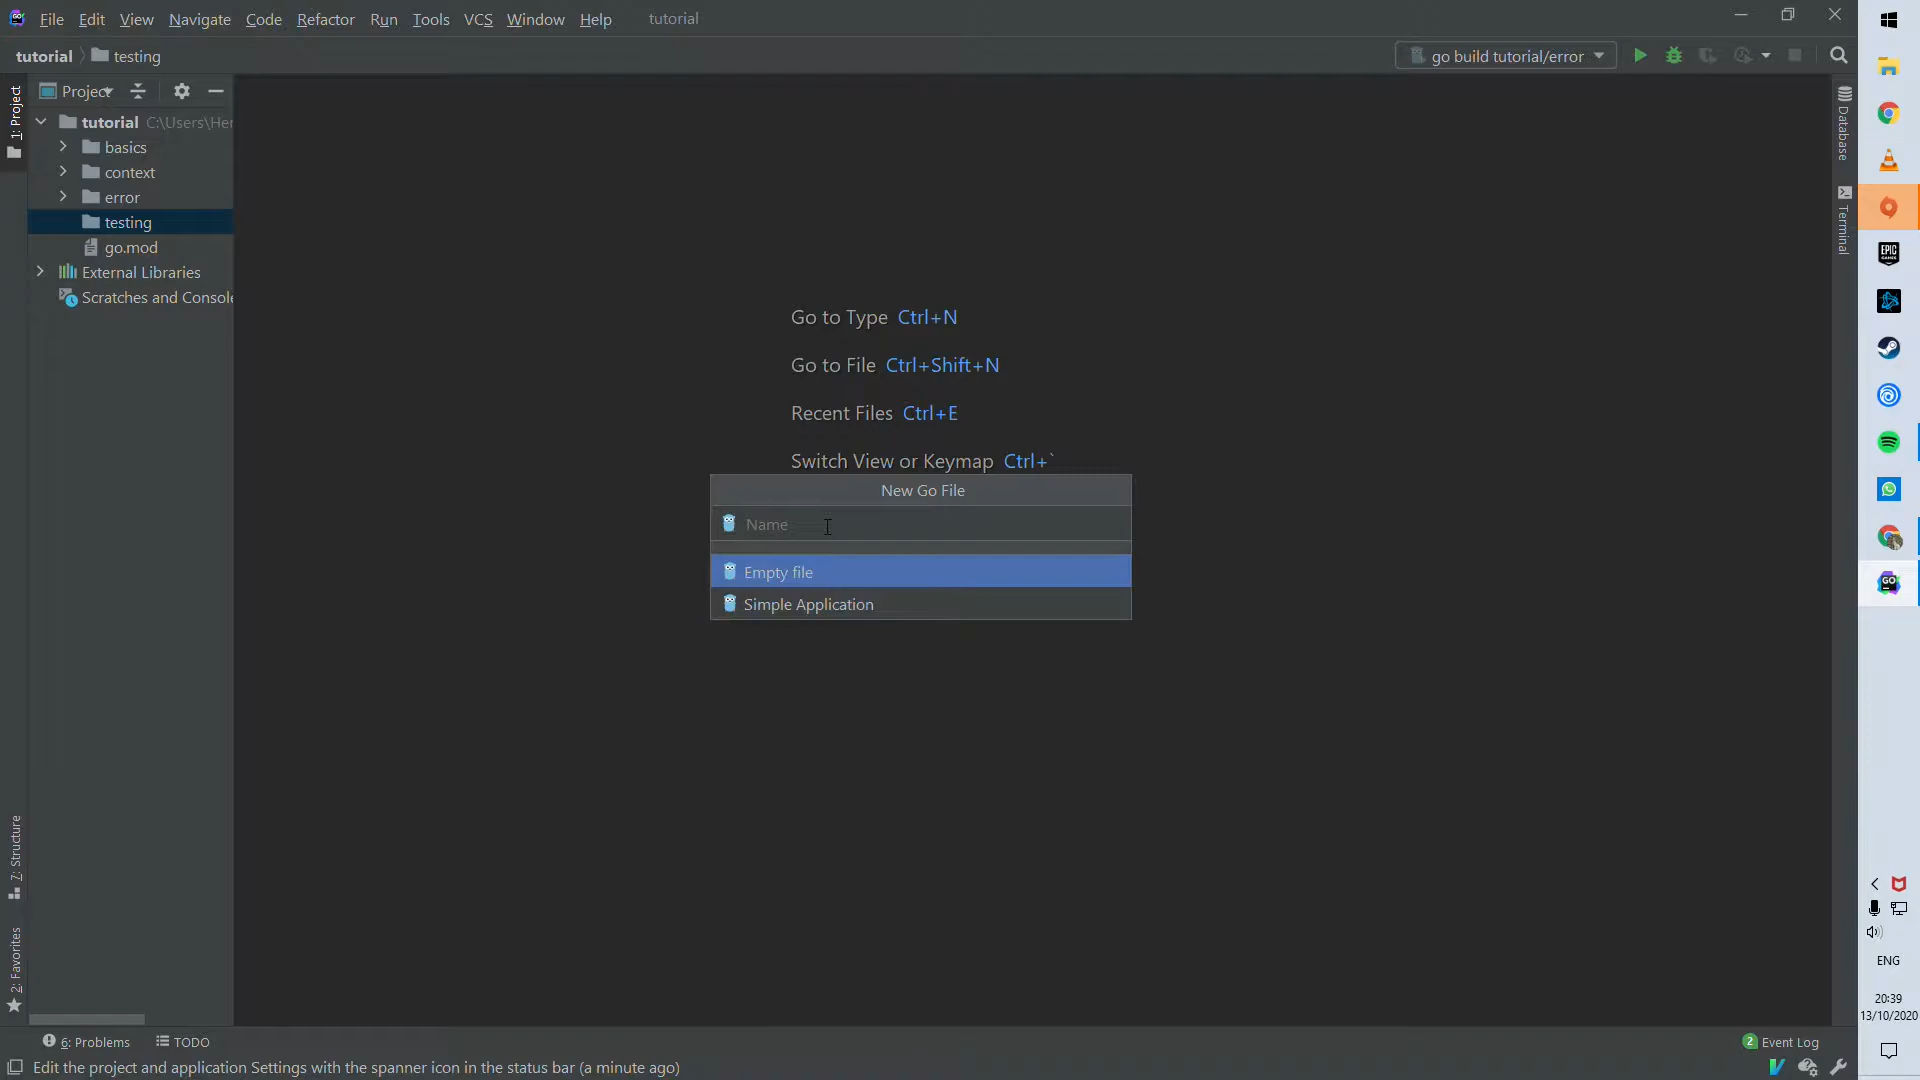 File Edit View Navigate Code Refactor Run Tools VCS Window Help tutorial
tutorial testing
go build tutorial/error
1: Project
Project
tutorial C:\Users\Her
basics
context
error
testing
go.mod
External Libraries
Scratches and Console
Go to Type Ctrl+N
Go to File Ctrl+Shift+N
Recent Files Ctrl+E
Switch View or Keymap Ctrl+`
New Go File
Name
Empty file
Simple Application
Database
Terminal
7: Structure
2: Favorites
6: Problems TODO
2 Event Log
Edit the project and application Settings with the spanner icon in the status bar (a minute ago)
EPIC GAMES
GO
ENG
20:39
13/10/2020